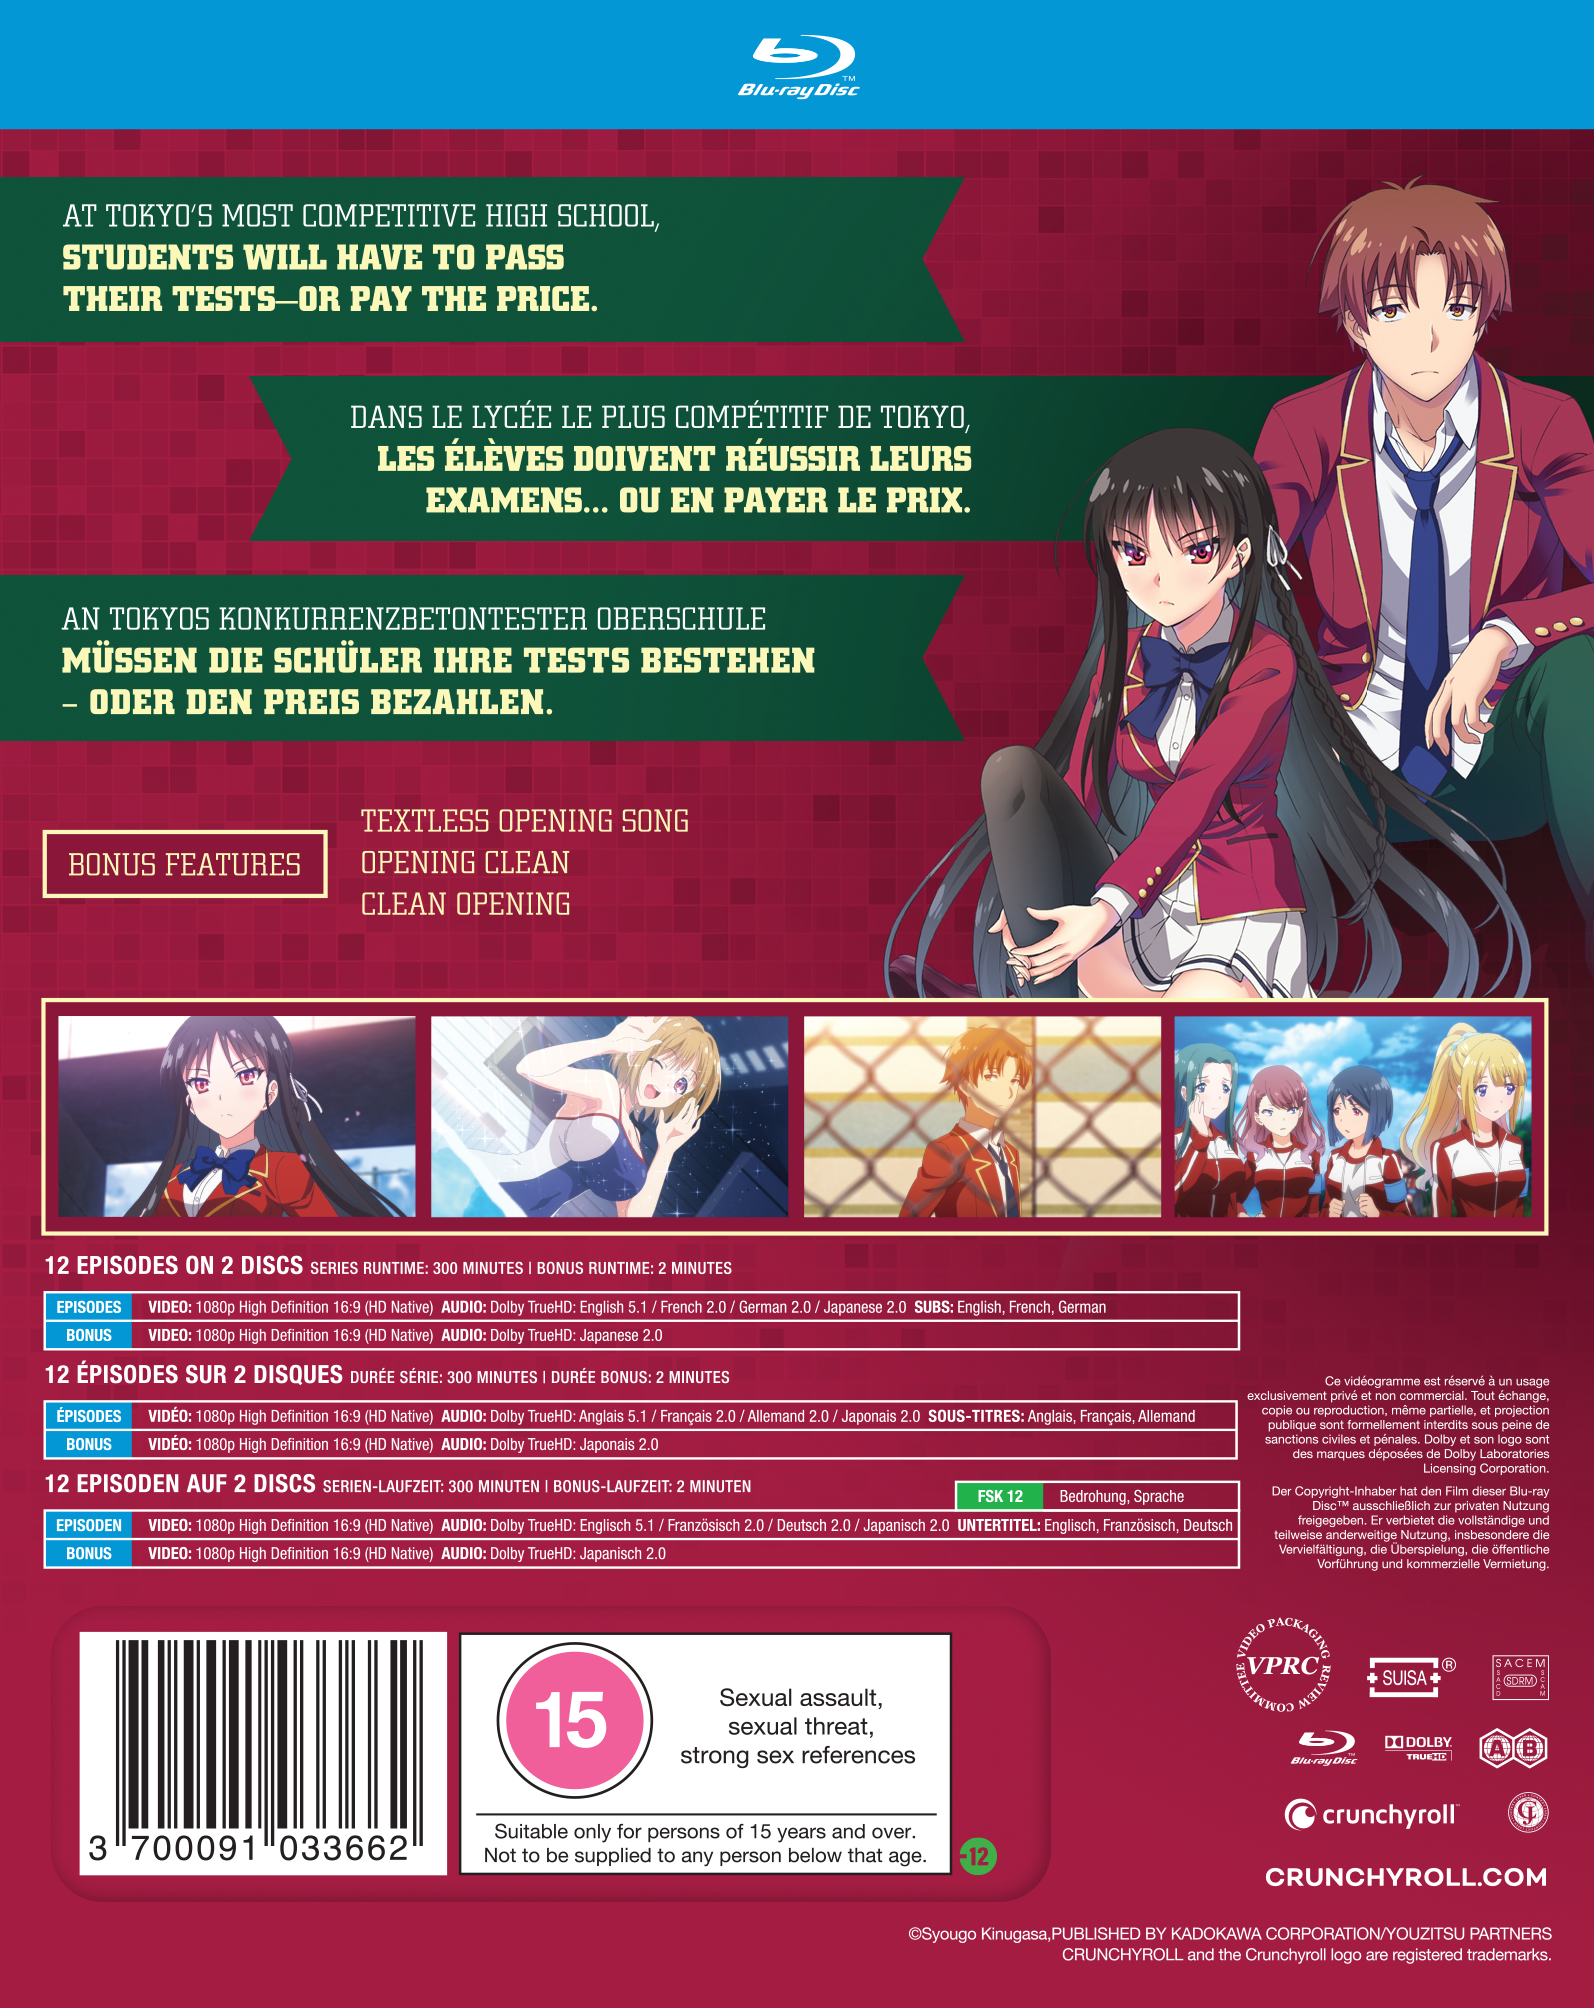 Blu-ray Disc™
AT TOKYO'S MOST COMPETITIVE HIGH SCHOOL,
STUDENTS WILL HAVE TO PASS
THEIR TESTS—OR PAY THE PRICE.
DANS LE LYCÉE LE PLUS COMPÉTITIF DE TOKYO,
LES ÉLÈVES DOIVENT RÉUSSIR LEURS
EXAMENS... OU EN PAYER LE PRIX.
AN TOKYOS KONKURRENZBETONTESTER OBERSCHULE
MÜSSEN DIE SCHÜLER IHRE TESTS BESTEHEN
– ODER DEN PREIS BEZAHLEN.
BONUS FEATURES
TEXTLESS OPENING SONG
OPENING CLEAN
CLEAN OPENING
12 EPISODES ON 2 DISCS SERIES RUNTIME: 300 MINUTES | BONUS RUNTIME: 2 MINUTES
EPISODES VIDEO: 1080p High Definition 16:9 (HD Native) AUDIO: Dolby TrueHD: English 5.1 / French 2.0 / German 2.0 / Japanese 2.0 SUBS: English, French, German
BONUS VIDEO: 1080p High Definition 16:9 (HD Native) AUDIO: Dolby TrueHD: Japanese 2.0
12 ÉPISODES SUR 2 DISQUES DURÉE SÉRIE: 300 MINUTES | DURÉE BONUS: 2 MINUTES
ÉPISODES VIDÉO: 1080p High Definition 16:9 (HD Native) AUDIO: Dolby TrueHD: Anglais 5.1 / Français 2.0 / Allemand 2.0 / Japonais 2.0 SOUS-TITRES: Anglais, Français, Allemand
BONUS VIDÉO: 1080p High Definition 16:9 (HD Native) AUDIO: Dolby TrueHD: Japonais 2.0
12 EPISODEN AUF 2 DISCS SERIEN-LAUFZEIT: 300 MINUTEN | BONUS-LAUFZEIT: 2 MINUTEN
FSK 12 Bedrohung, Sprache
EPISODEN VIDEO: 1080p High Definition 16:9 (HD Native) AUDIO: Dolby TrueHD: Englisch 5.1 / Französisch 2.0 / Deutsch 2.0 / Japanisch 2.0 UNTERTITEL: Englisch, Französisch, Deutsch
BONUS VIDEO: 1080p High Definition 16:9 (HD Native) AUDIO: Dolby TrueHD: Japanisch 2.0
Ce vidéogramme est réservé à un usage
exclusivement privé et non commercial. Tout échange,
copie ou reproduction, même partielle, et projection
publique sont formellement interdits sous peine de
sanctions civiles et pénales. Dolby et son logo sont
des marques déposées de Dolby Laboratories
Licensing Corporation.
Der Copyright-Inhaber hat den Film dieser Blu-ray
Disc™ ausschließlich zur privaten Nutzung
freigegeben. Er verbietet die vollständige und
teilweise anderweitige Nutzung, insbesondere die
Vervielfältigung, die Überspielung, die öffentliche
Vorführung und kommerzielle Vermietung.
3 700091 033662
15
Sexual assault,
sexual threat,
strong sex references
Suitable only for persons of 15 years and over.
Not to be supplied to any person below that age.
-12
VIDEO PACKAGING REVIEW COMMITTEE
VPRC
SUISA®
SACEM
SACD SDRM SCAM
Blu-ray Disc™
DOLBY
TRUEHD
A B
crunchyroll
CRUNCHYROLL.COM
©Syougo Kinugasa,PUBLISHED BY KADOKAWA CORPORATION/YOUZITSU PARTNERS
CRUNCHYROLL and the Crunchyroll logo are registered trademarks.